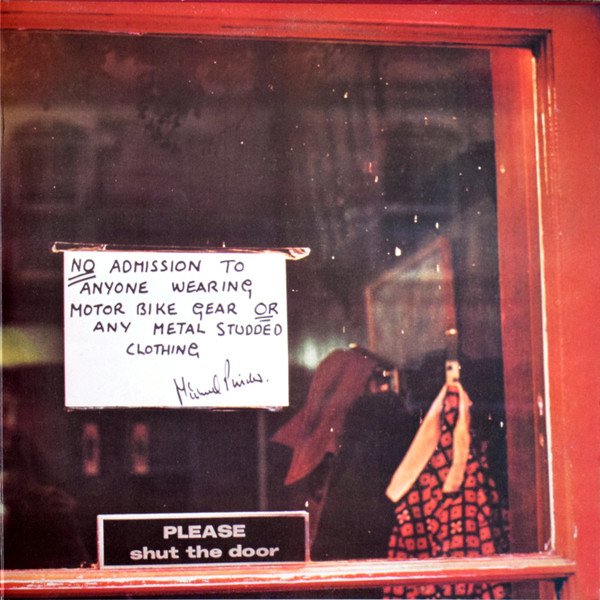 NO ADMISSION TO
ANYONE WEARING
MOTOR BIKE GEAR OR
ANY METAL STUDDED
CLOTHING
PLEASE
shut the door